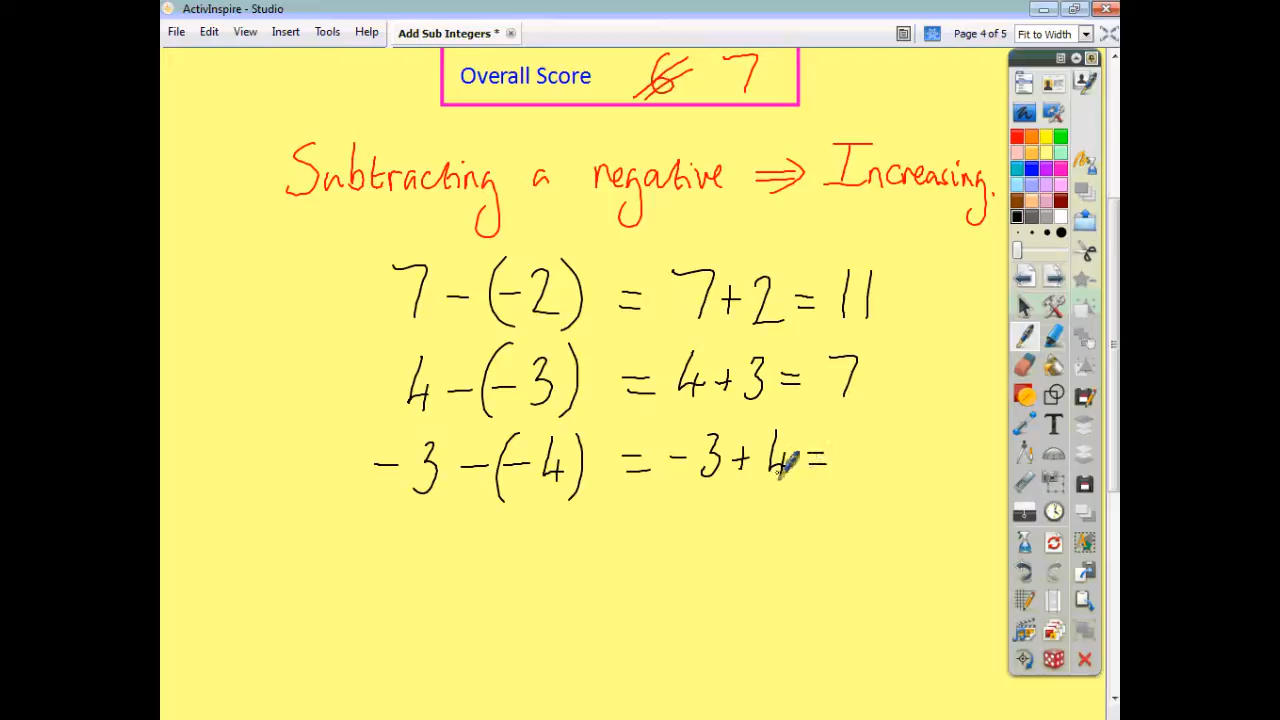 ActivInspire - Studio
File Edit View Insert Tools Help Add Sub Integers * Page 4 of 5 Fit to Width
Overall Score 6 7
Subtracting a negative ⇒ Increasing.
7 - (-2) = 7 + 2 = 11
4 - (-3) = 4 + 3 = 7
-3 - (-4) = -3 + 4 =